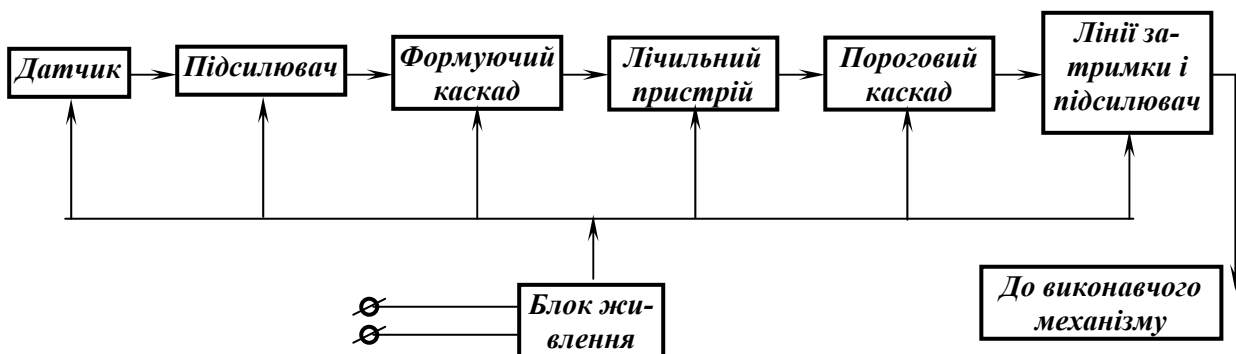 Датчик
Підсилювач
Формуючий
каскад
Лічильний
пристрій
Пороговий
каскад
Лінії за-
тримки і
підсилювач
Блок жи-
влення
До виконавчого
механізму